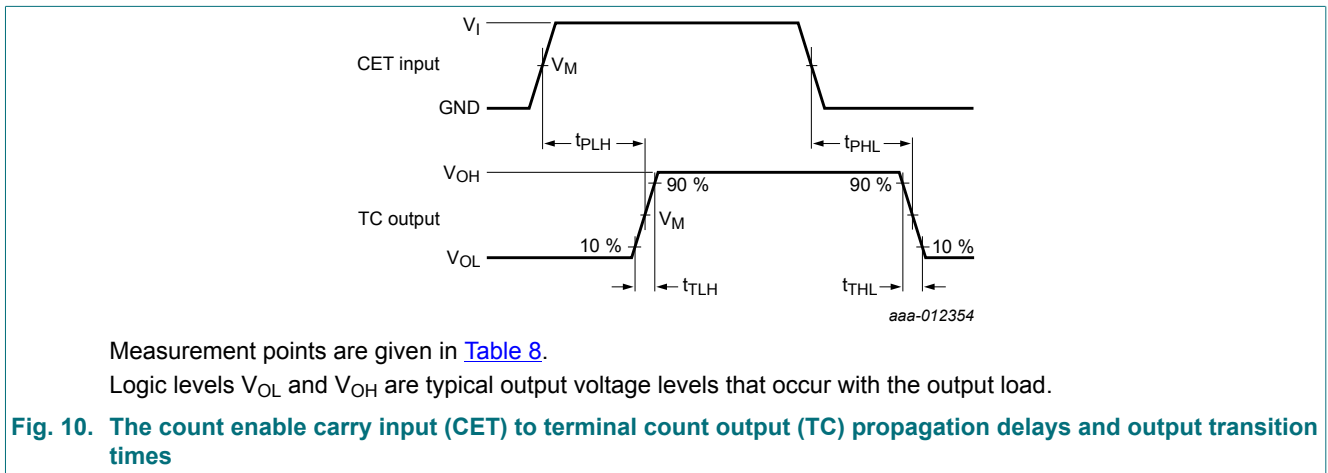 V_I
CET input
V_M
GND
t_PLH
t_PHL
V_OH
90 %
90 %
TC output
V_M
10 %
10 %
V_OL
t_TLH
t_THL
aaa-012354
Measurement points are given in Table 8.
Logic levels V_OL and V_OH are typical output voltage levels that occur with the output load.
Fig. 10. The count enable carry input (CET) to terminal count output (TC) propagation delays and output transition
times